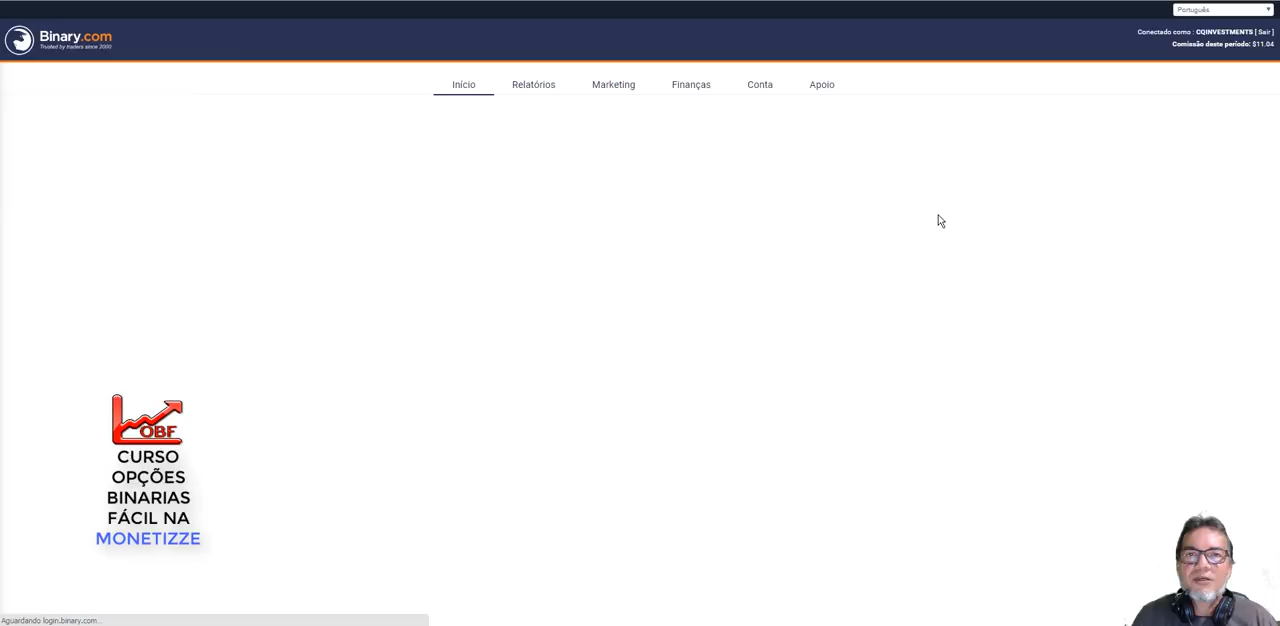 Português
Binary.com
Trusted by traders since 2000
Conectado como : CQINVESTMENTS [ Sair ]
Comissão deste período: $11.04
Início Relatórios Marketing Finanças Conta Apoio
OBF
CURSO
OPÇÕES
BINARIAS
FÁCIL NA
MONETIZZE
Aguardando login.binary.com...